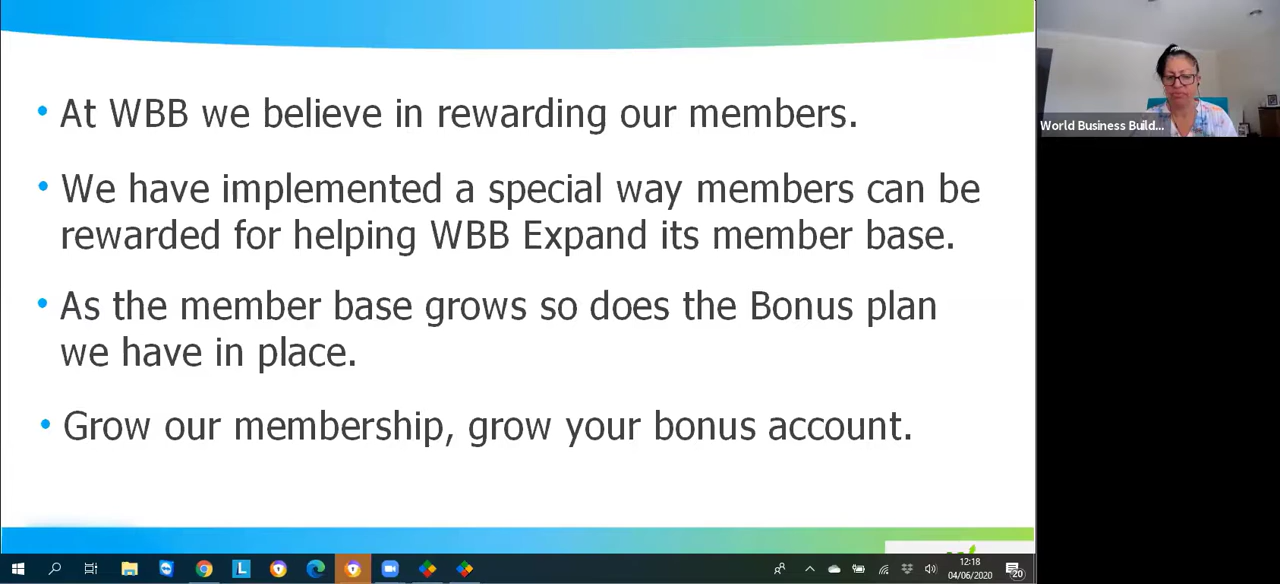 At WBB we believe in rewarding our members.
We have implemented a special way members can be
rewarded for helping WBB Expand its member base.
As the member base grows so does the Bonus plan
we have in place.
Grow our membership, grow your bonus account.
World Business Build...
L
12:18
04/06/2020
20